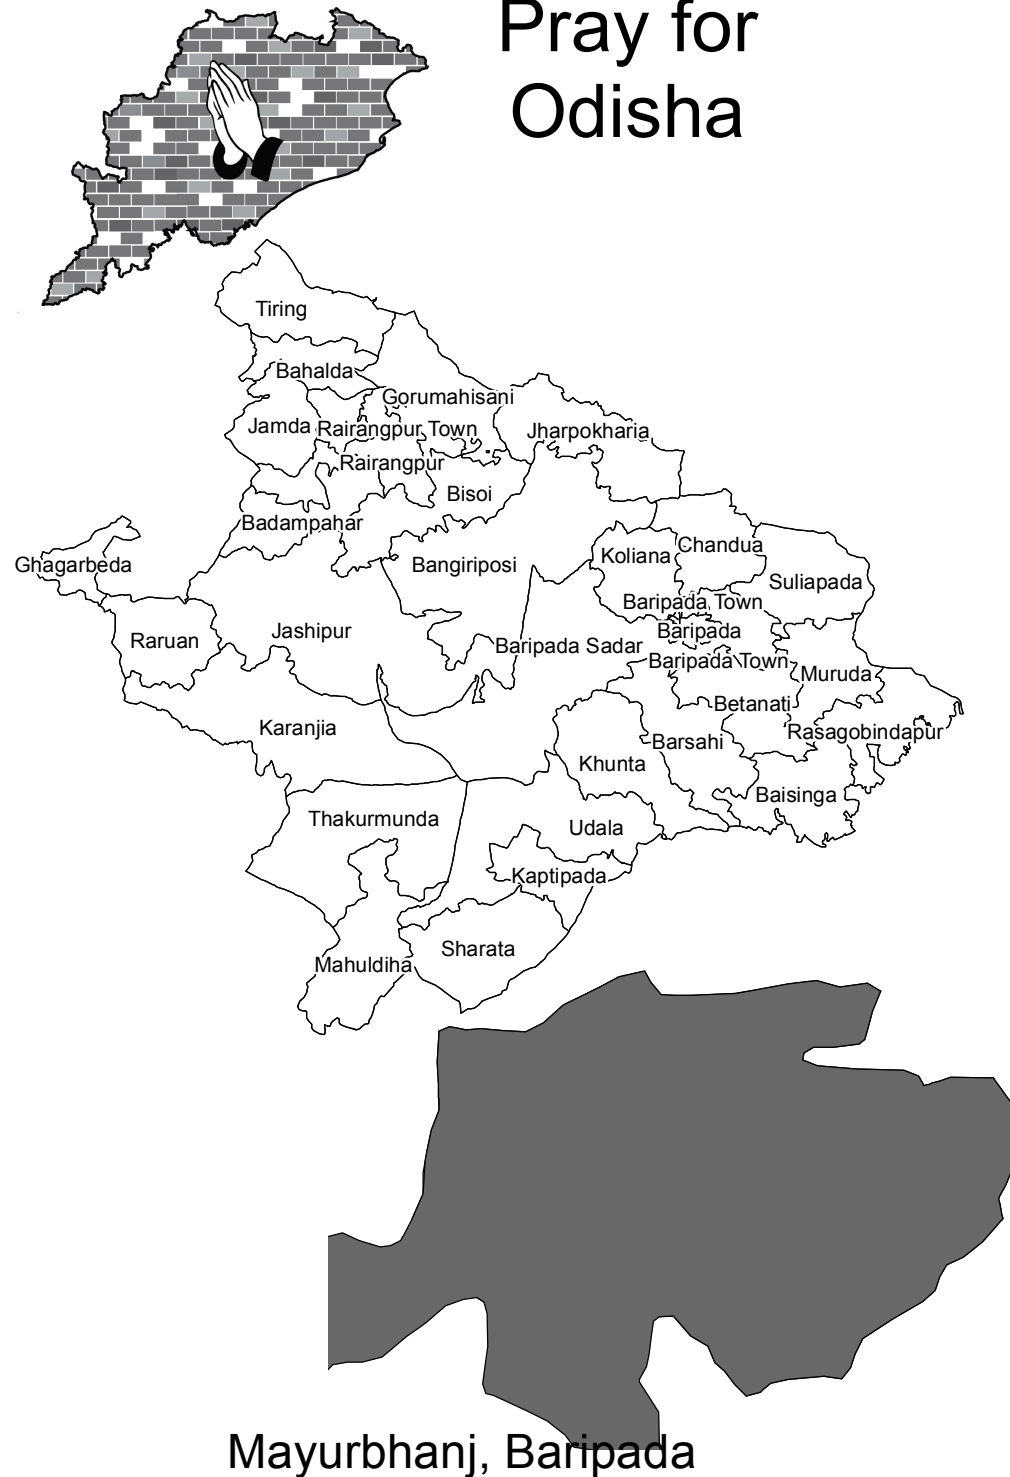 Pray for
Odisha
Tiring
Bahalda
Gorumahisani
Jamda
Rairangpur Town
Jharpokharia
Rairangpur
Bisoi
Badampahar
Ghagarbeda
Bangiriposi
Koliana
Chandua
Suliapada
Baripada Town
Raruan
Jashipur
Baripada Sadar
Baripada
Baripada Town
Muruda
Betanati
Karanjia
Barsahi
Rasagobindapur
Khunta
Baisinga
Thakurmunda
Udala
Kaptipada
Sharata
Mahuldiha
Mayurbhanj, Baripada